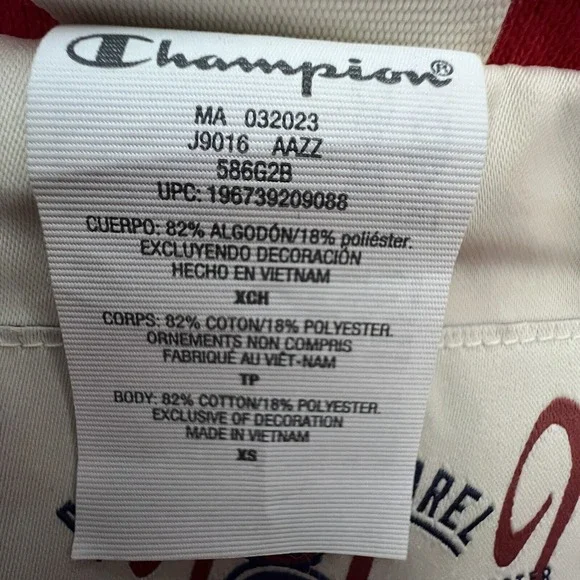 Champion®
MA 032023
J9016 AAZZ
586G2B
UPC: 196739209088
CUERPO: 82% ALGODÓN/18% poliéster.
EXCLUYENDO DECORACIÓN
HECHO EN VIETNAM
XCH
CORPS: 82% COTON/18% POLYESTER.
ORNEMENTS NON COMPRIS
FABRIQUÉ AU VIÊT-NAM
TP
BODY: 82% COTTON/18% POLYESTER.
EXCLUSIVE OF DECORATION
MADE IN VIETNAM
XS